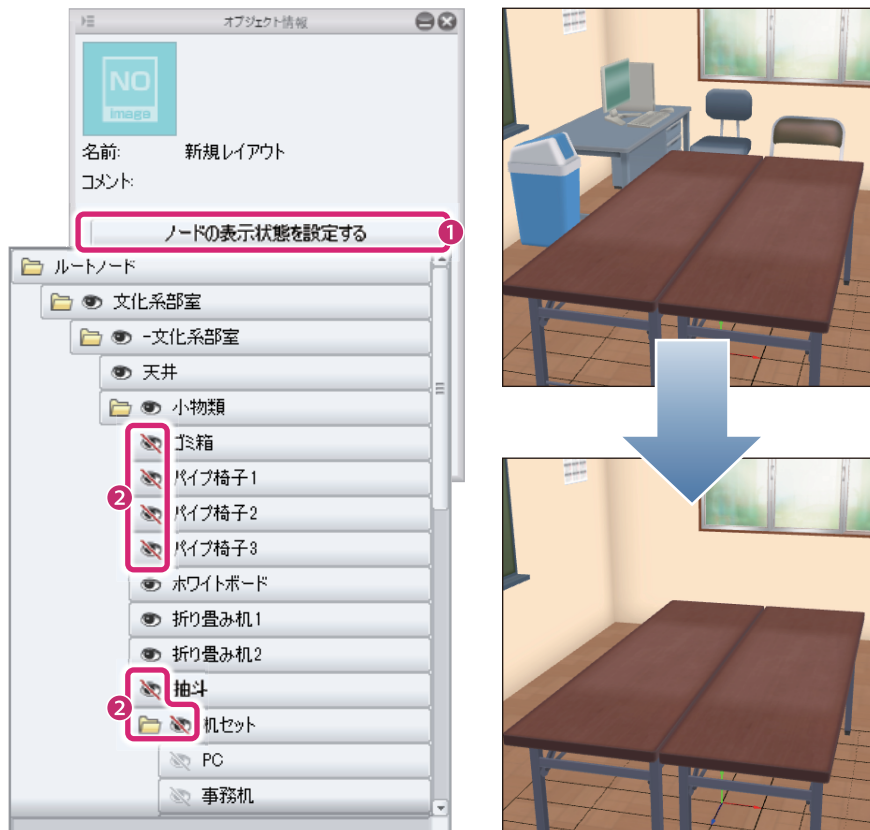 オブジェクト情報
NO
image
名前: 新規レイアウト
コメント:
ノードの表示状態を設定する
1
ルートノード
文化系部室
-文化系部室
天井
小物類
ゴミ箱
パイプ椅子1
2
パイプ椅子2
パイプ椅子3
ホワイトボード
折り畳み机1
折り畳み机2
抽斗
2
机セット
PC
事務机